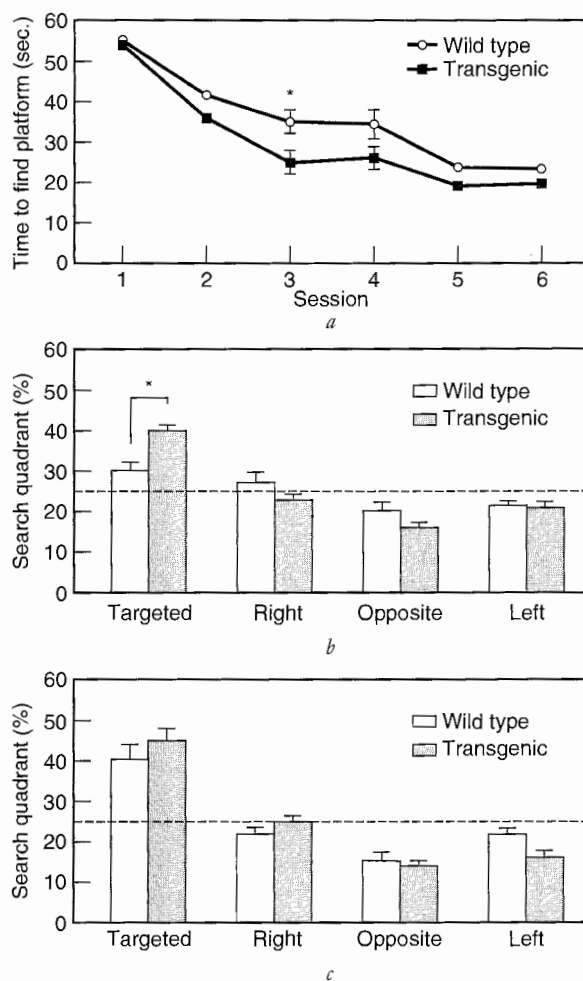 60
50
40
30
20
10
0
Time to find platform (sec.)
Wild type
Transgenic
*
1 2 3 4 5 6
Session
a
60
50
40
30
20
10
0
Search quadrant (%)
Wild type
Transgenic
*
Targeted Right Opposite Left
b
60
50
40
30
20
10
0
Search quadrant (%)
Wild type
Transgenic
Targeted Right Opposite Left
c